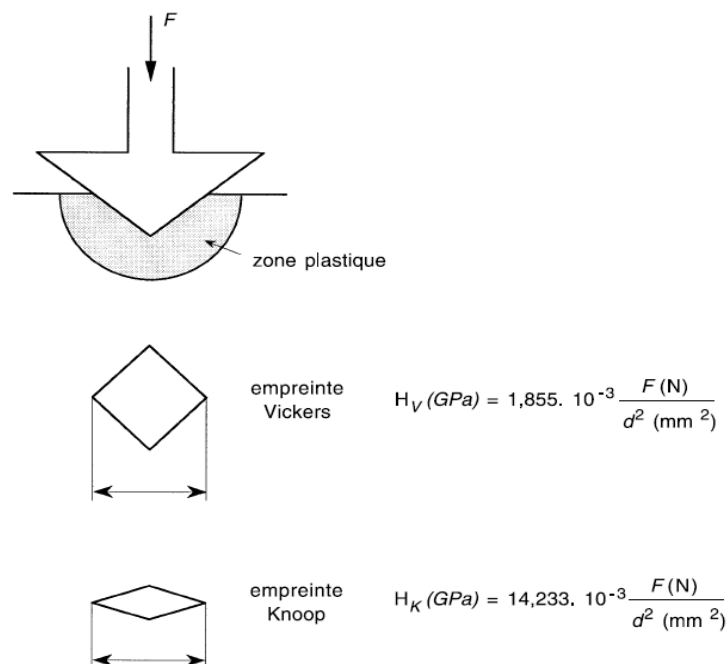 F
zone plastique
empreinte
Vickers
H_V (GPa) = 1,855. 10^-3 F (N) / d^2 (mm^2)
empreinte
Knoop
H_K (GPa) = 14,233. 10^-3 F (N) / d^2 (mm^2)